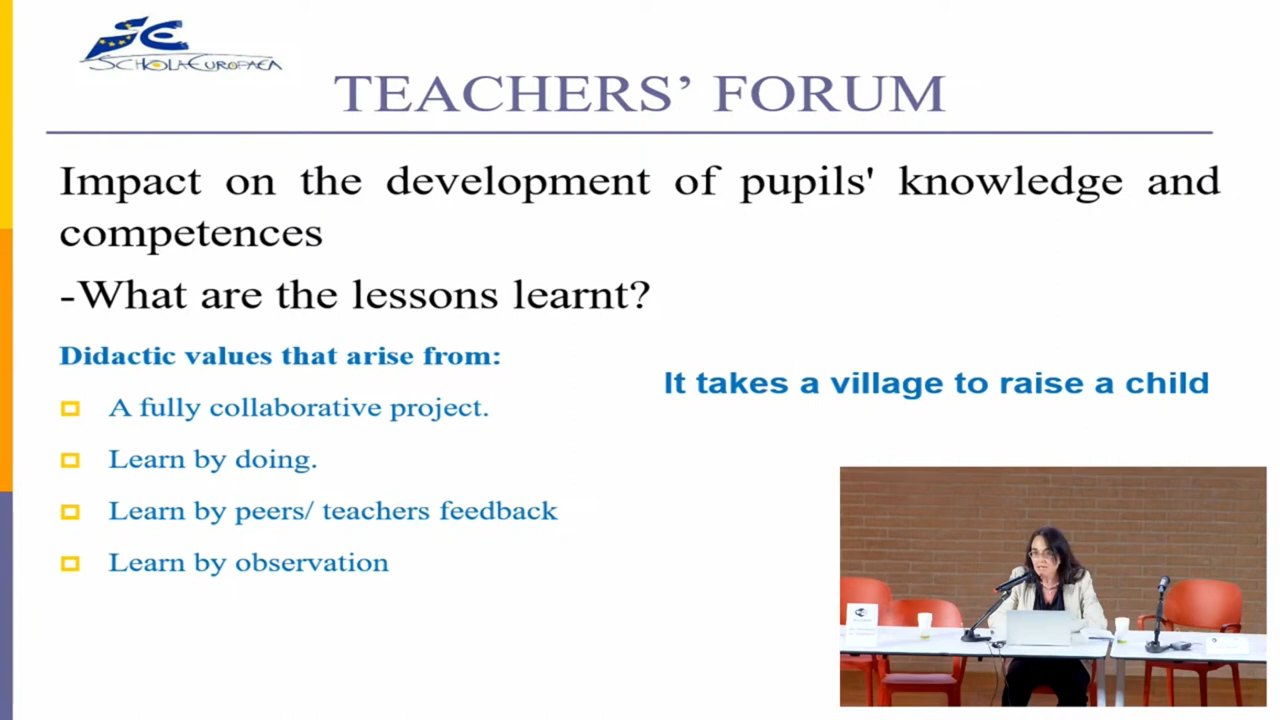 SCHOLAEUROPAEA
TEACHERS’ FORUM
Impact on the development of pupils' knowledge and
competences
-What are the lessons learnt?
Didactic values that arise from:
A fully collaborative project.
Learn by doing.
Learn by peers/ teachers feedback
Learn by observation
It takes a village to raise a child